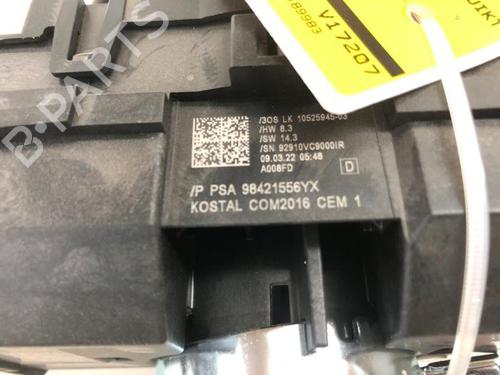 V17207
189983
/3OS LK 10525945-03
/HW 8.3
/SW 14.3
/SN 92910VC9000IR
09.03.22 05:48
A008FD
D
/P PSA 98421556YX
KOSTAL COM2016 CEM 1
B-PARTS